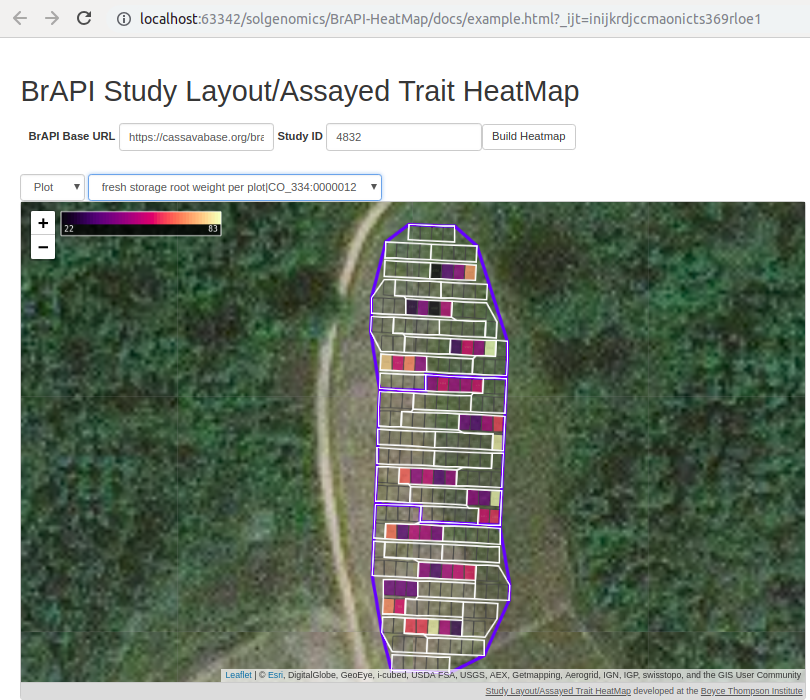 localhost:63342/solgenomics/BrAPI-HeatMap/docs/example.html?_ijt=inijkrdjccmaonicts369rloe1
BrAPI Study Layout/Assayed Trait HeatMap
BrAPI Base URL https://cassavabase.org/bra Study ID 4832 Build Heatmap
Plot fresh storage root weight per plot|CO_334:0000012
+
22 83
−
Leaflet | © Esri, DigitalGlobe, GeoEye, i-cubed, USDA FSA, USGS, AEX, Getmapping, Aerogrid, IGN, IGP, swisstopo, and the GIS User Community
Study Layout/Assayed Trait HeatMap developed at the Boyce Thompson Institute